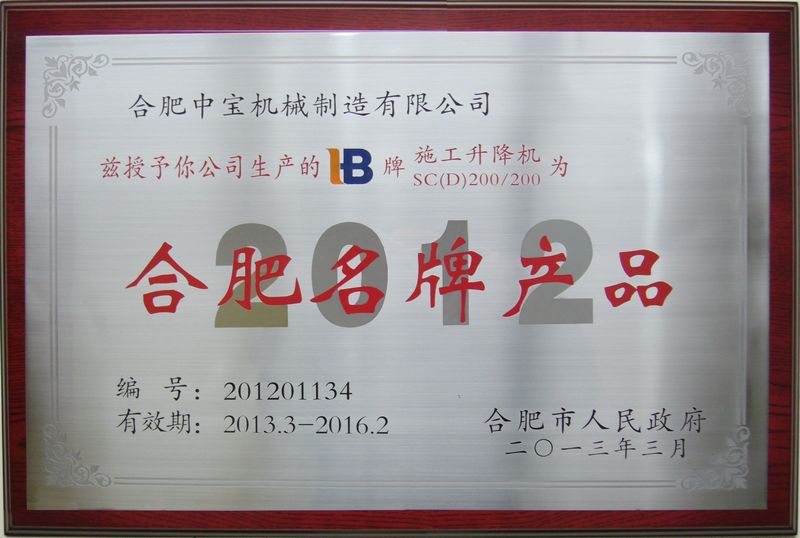 合肥中宝机械制造有限公司
兹授予你公司生产的 HB 牌 施工升降机 SC(D)200/200 为
2012
合肥名牌产品
编 号：201201134
有效期：2013.3-2016.2
合肥市人民政府
二〇一三年三月